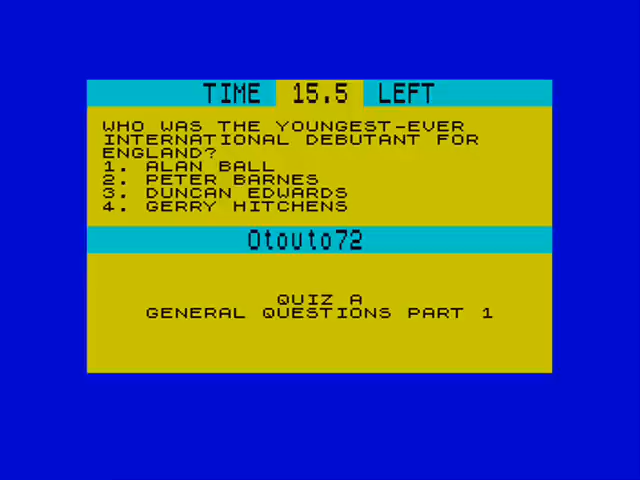 TIME 15.5 LEFT
WHO WAS THE YOUNGEST-EVER
INTERNATIONAL DEBUTANT FOR
ENGLAND?
1. ALAN BALL
2. PETER BARNES
3. DUNCAN EDWARDS
4. GERRY HITCHENS
Otouto72
QUIZ A
GENERAL QUESTIONS PART 1